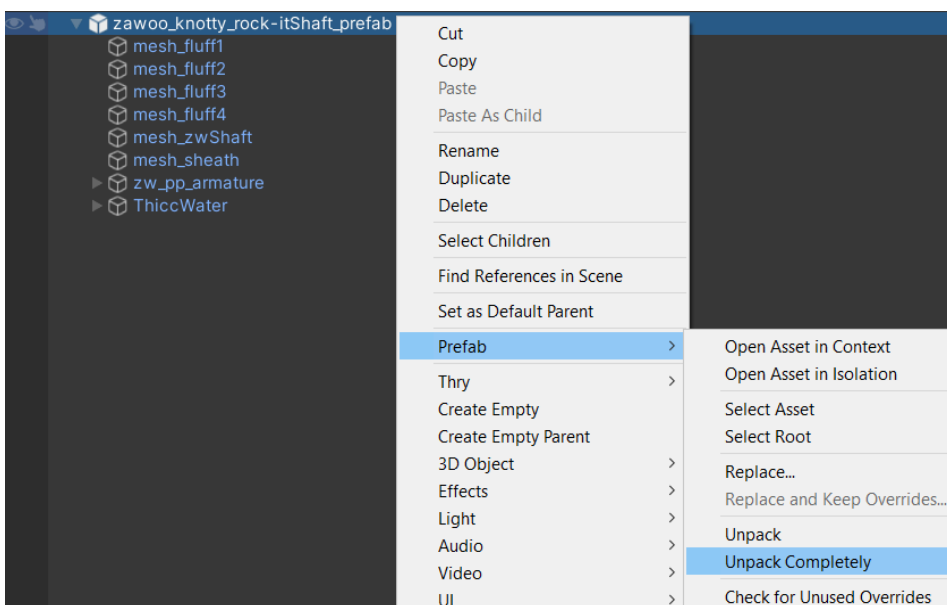 zawoo_knotty_rock-itShaft_prefab
mesh_fluff1
mesh_fluff2
mesh_fluff3
mesh_fluff4
mesh_zwShaft
mesh_sheath
zw_pp_armature
ThiccWater
Cut
Copy
Paste
Paste As Child
Rename
Duplicate
Delete
Select Children
Find References in Scene
Set as Default Parent
Prefab
Thry
Create Empty
Create Empty Parent
3D Object
Effects
Light
Audio
Video
UI
Open Asset in Context
Open Asset in Isolation
Select Asset
Select Root
Replace...
Replace and Keep Overrides...
Unpack
Unpack Completely
Check for Unused Overrides